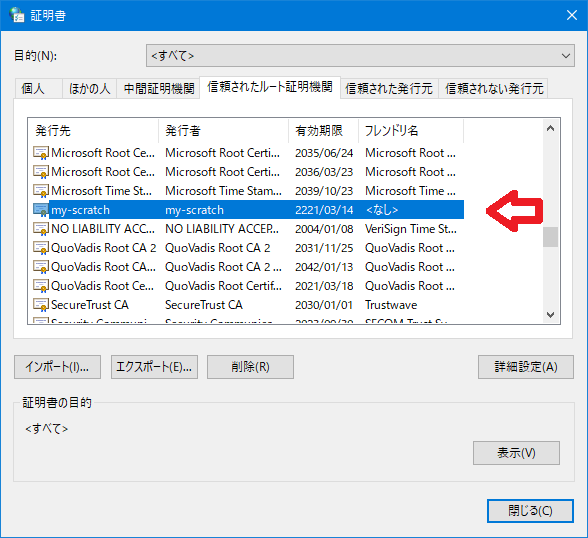 証明書
目的(N): <すべて>
個人 ほかの人 中間証明機関 信頼されたルート証明機関 信頼された発行元 信頼されない発行元
発行先 発行者 有効期限 フレンドリ名
Microsoft Root Ce... Microsoft Root Certi... 2035/06/24 Microsoft Root ...
Microsoft Root Ce... Microsoft Root Certi... 2036/03/23 Microsoft Root ...
Microsoft Time St... Microsoft Time Stam... 2039/10/23 Microsoft Time ...
my-scratch my-scratch 2221/03/14 <なし>
NO LIABILITY ACC... NO LIABILITY ACCEP... 2004/01/08 VeriSign Time St...
QuoVadis Root CA 2 QuoVadis Root CA 2 2031/11/25 QuoVadis Root ...
QuoVadis Root CA ... QuoVadis Root CA 2 ... 2042/01/13 QuoVadis Root ...
QuoVadis Root Ce... QuoVadis Root Certif... 2021/03/18 QuoVadis Root ...
SecureTrust CA SecureTrust CA 2030/01/01 Trustwave
インポート(I)... エクスポート(E)... 削除(R) 詳細設定(A)
証明書の目的
<すべて>
表示(V)
閉じる(C)